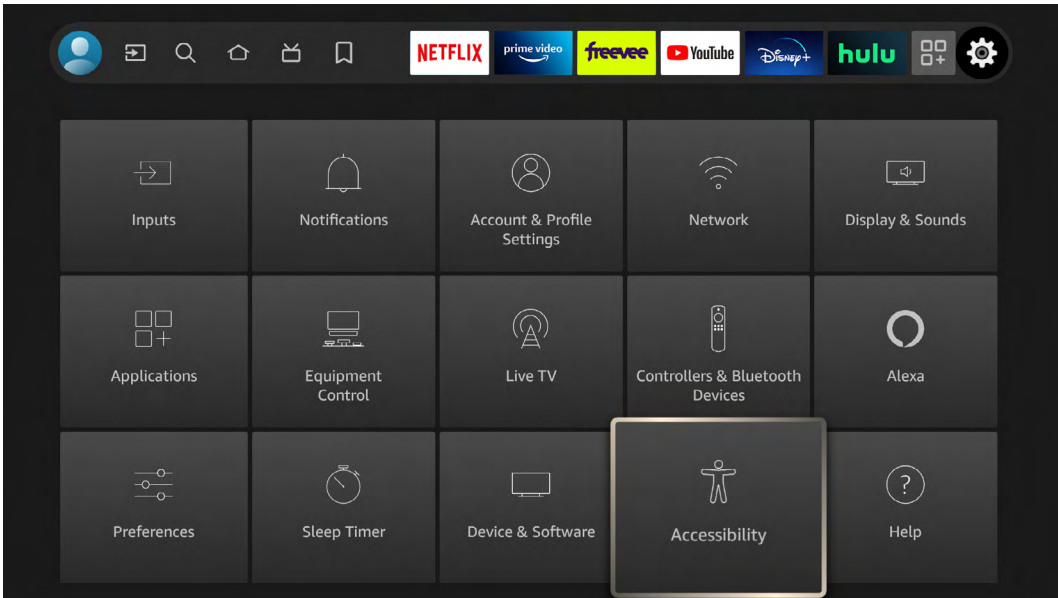 NETFLIX prime video freevee YouTube Disney+ hulu
Inputs Notifications Account & Profile Network Display & Sounds
Settings
Applications Equipment Live TV Controllers & Bluetooth Alexa
Control Devices
Preferences Sleep Timer Device & Software Accessibility Help
?